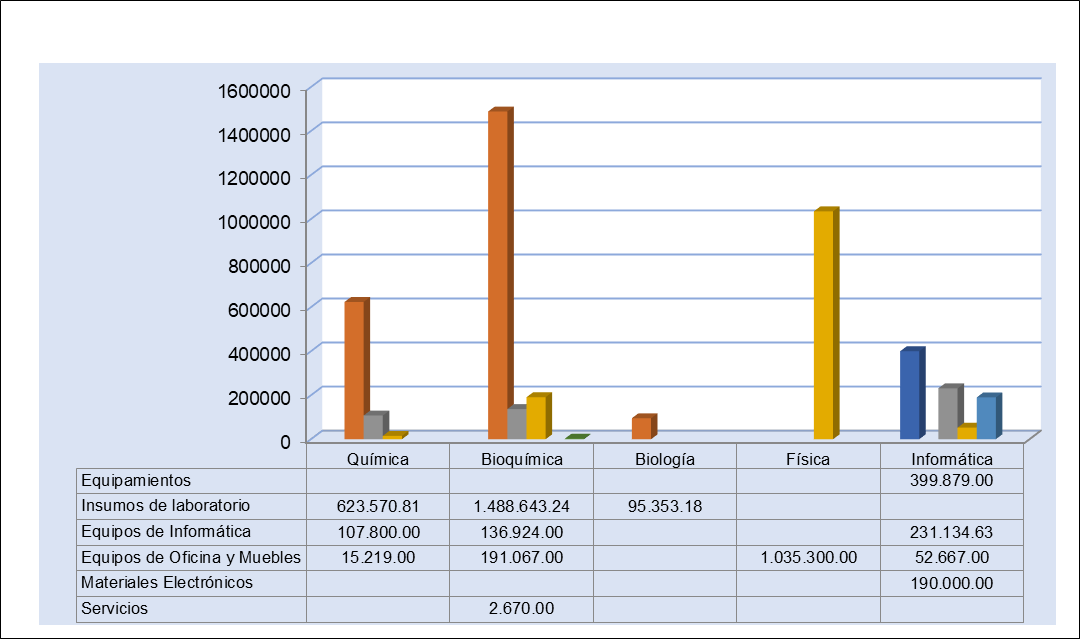 1600000
1400000
1200000
1000000
800000
600000
400000
200000
0
Química Bioquímica Biología Física Informática
Equipamientos 399.879.00
Insumos de laboratorio 623.570.81 1.488.643.24 95.353.18
Equipos de Informática 107.800.00 136.924.00 231.134.63
Equipos de Oficina y Muebles 15.219.00 191.067.00 1.035.300.00 52.667.00
Materiales Electrónicos 190.000.00
Servicios 2.670.00